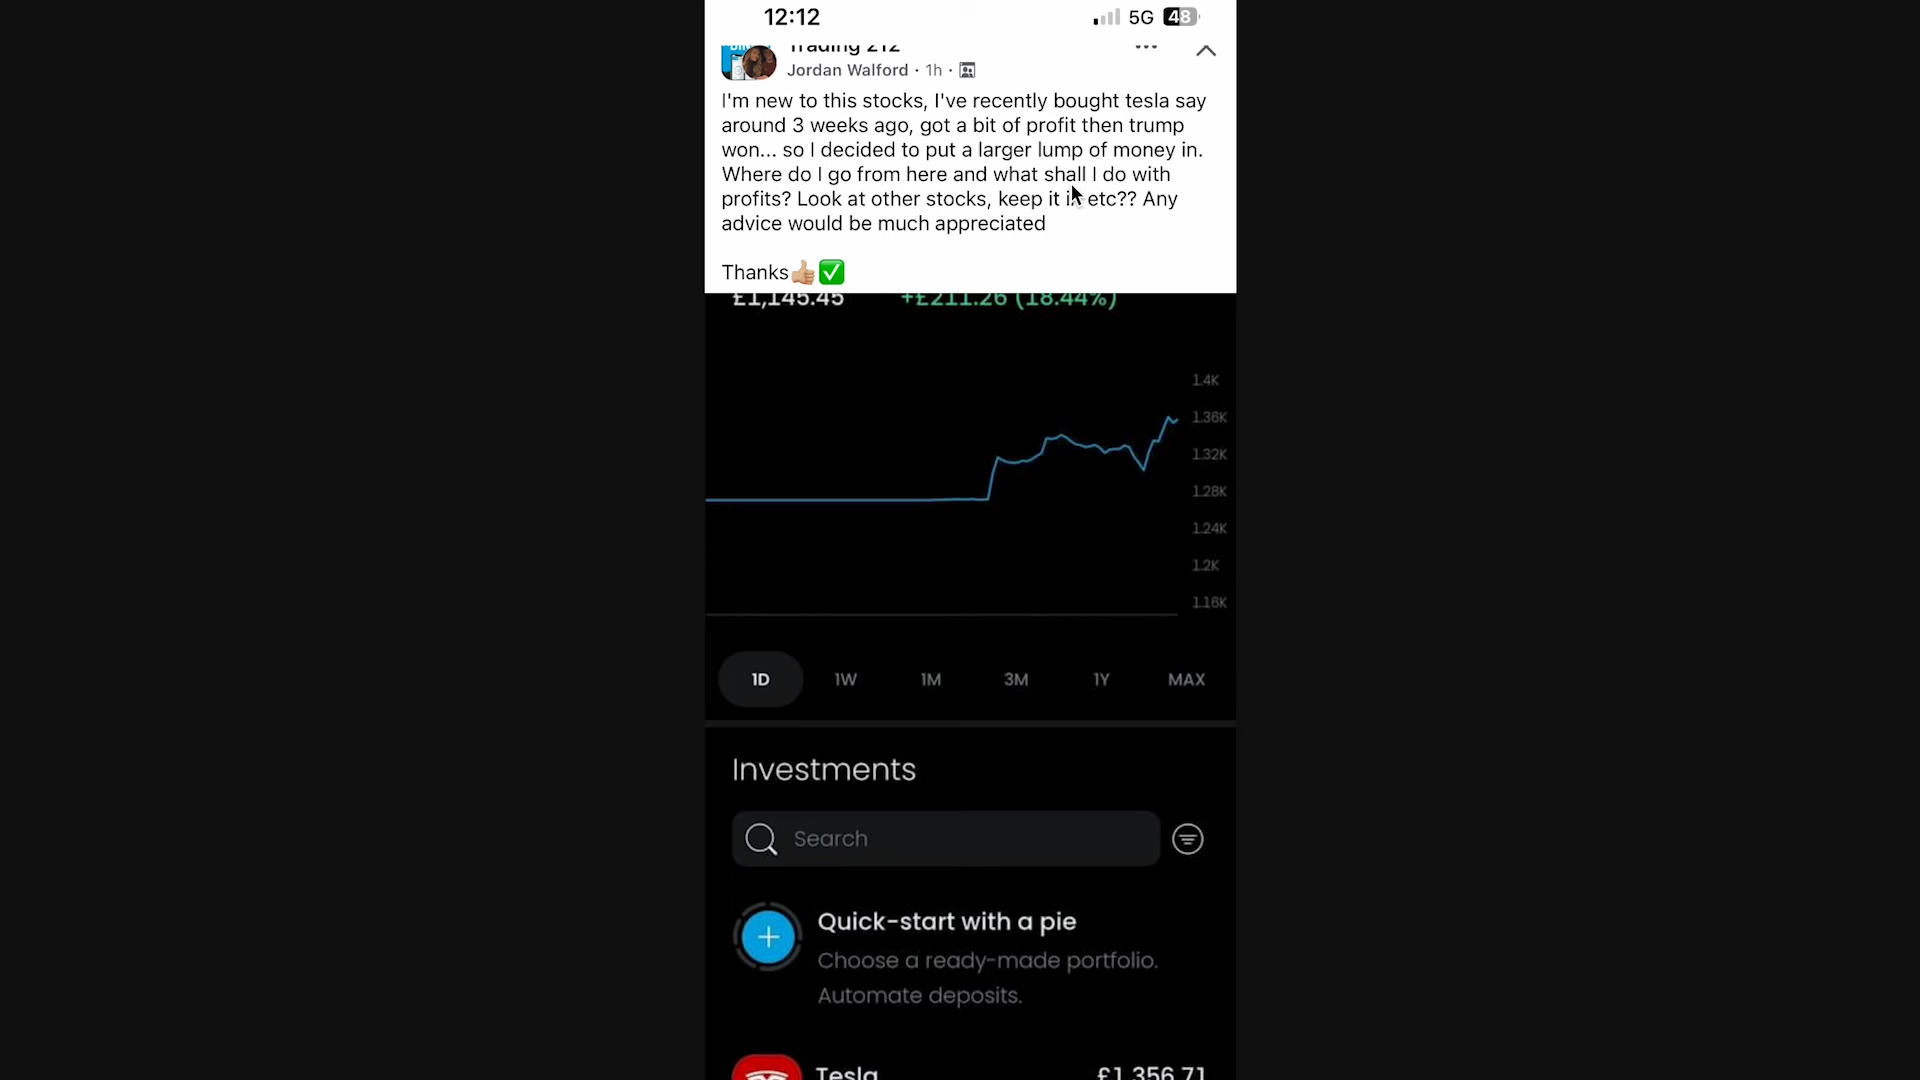 12:12
5G 48
Trading 212
Jordan Walford · 1h ·
I'm new to this stocks, I've recently bought tesla say
around 3 weeks ago, got a bit of profit then trump
won... so I decided to put a larger lump of money in.
Where do I go from here and what shall I do with
profits? Look at other stocks, keep it in etc?? Any
advice would be much appreciated
Thanks👍🏼✅
£1,145.45 +£211.26 (18.44%)
1.4K
1.36K
1.32K
1.28K
1.24K
1.2K
1.16K
1D 1W 1M 3M 1Y MAX
Investments
Search
Quick-start with a pie
Choose a ready-made portfolio.
Automate deposits.
Tesla £1,356.71